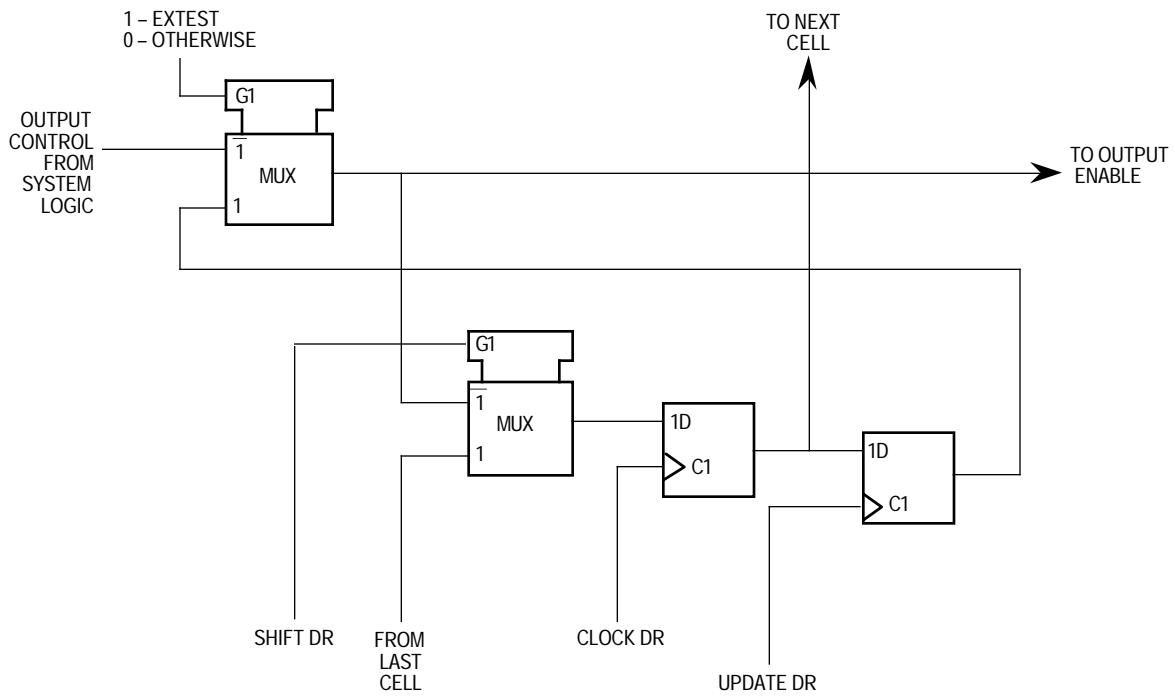 1 – EXTEST
0 – OTHERWISE
TO NEXT
CELL
G1
OUTPUT
CONTROL
FROM
SYSTEM
LOGIC
1
MUX
1
TO OUTPUT
ENABLE
G1
1
MUX
1
1D
C1
1D
C1
SHIFT DR
FROM
LAST
CELL
CLOCK DR
UPDATE DR